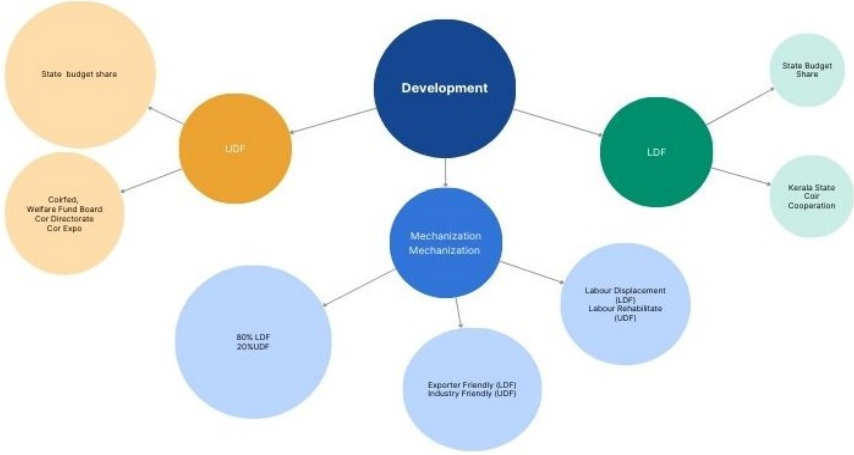 Development
State budget share
UDF
Coirfed,
Welfare Fund Board
Cor Directorate
Cor Expo
LDF
State Budget
Share
Kerala State
Coir
Cooperation
Mechanization
Mechanization
80% LDF
20%UDF
Exporter Friendly (LDF)
Industry Friendly (UDF)
Labour Displacement
(LDF)
Labour Rehabilitate
(UDF)